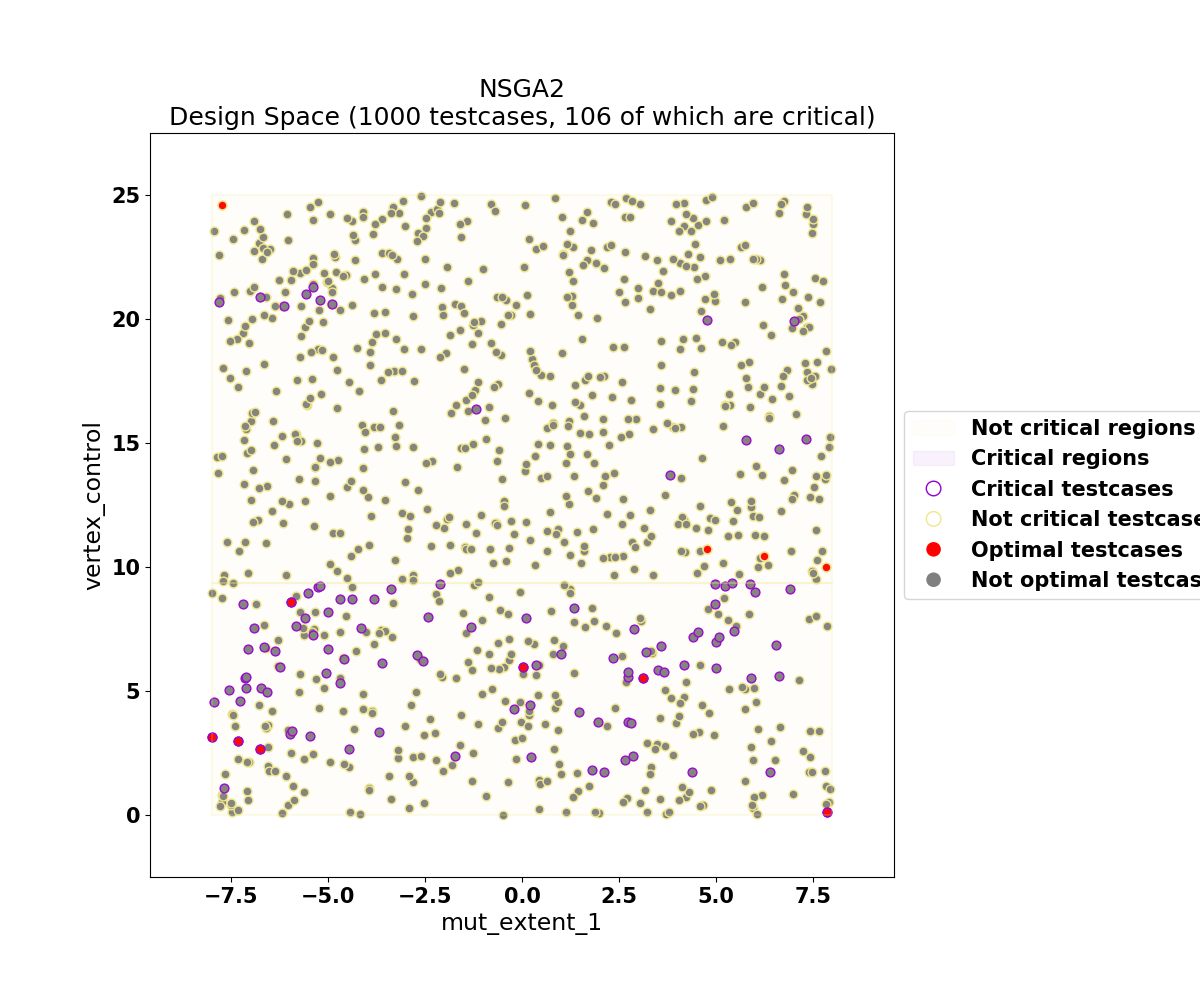 NSGA2
Design Space (1000 testcases, 106 of which are critical)
25
20
15
10
5
0
vertex_control
−7.5
−5.0
−2.5
0.0
2.5
5.0
7.5
mut_extent_1
Not critical regions
Critical regions
Critical testcases
Not critical testcase
Optimal testcases
Not optimal testcas